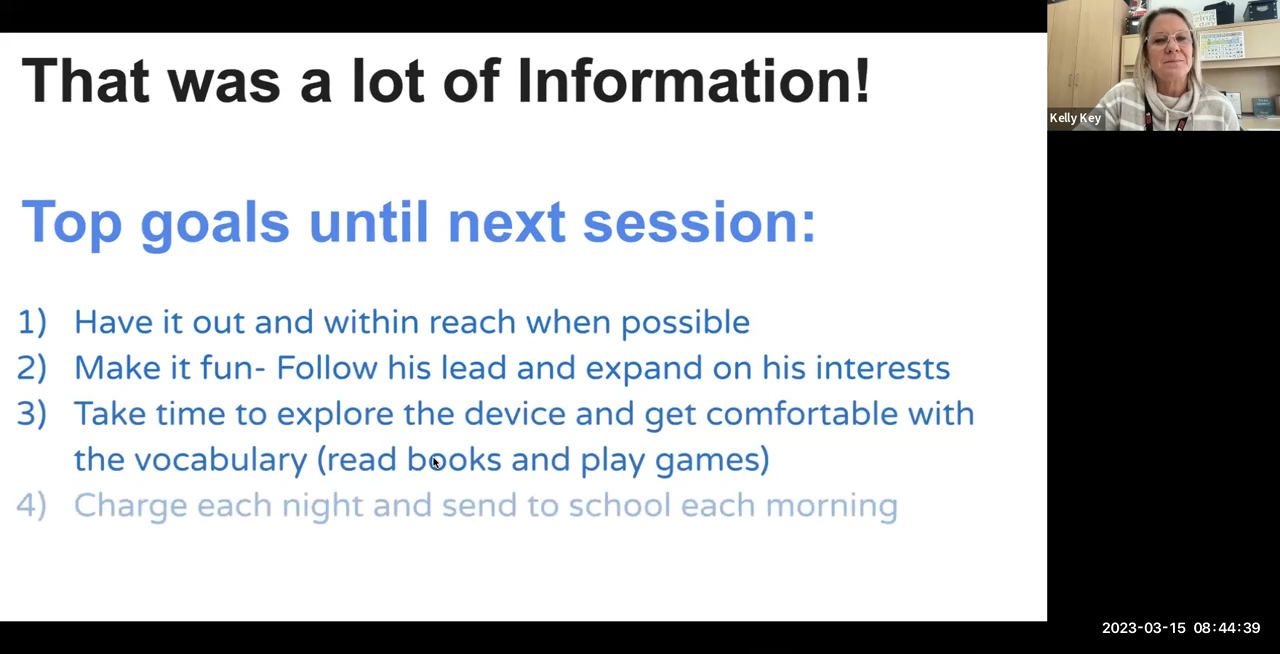 That was a lot of Information!
Top goals until next session:
1) Have it out and within reach when possible
2) Make it fun- Follow his lead and expand on his interests
3) Take time to explore the device and get comfortable with
the vocabulary (read books and play games)
4) Charge each night and send to school each morning
Kelly Key
2023-03-15 08:44:39